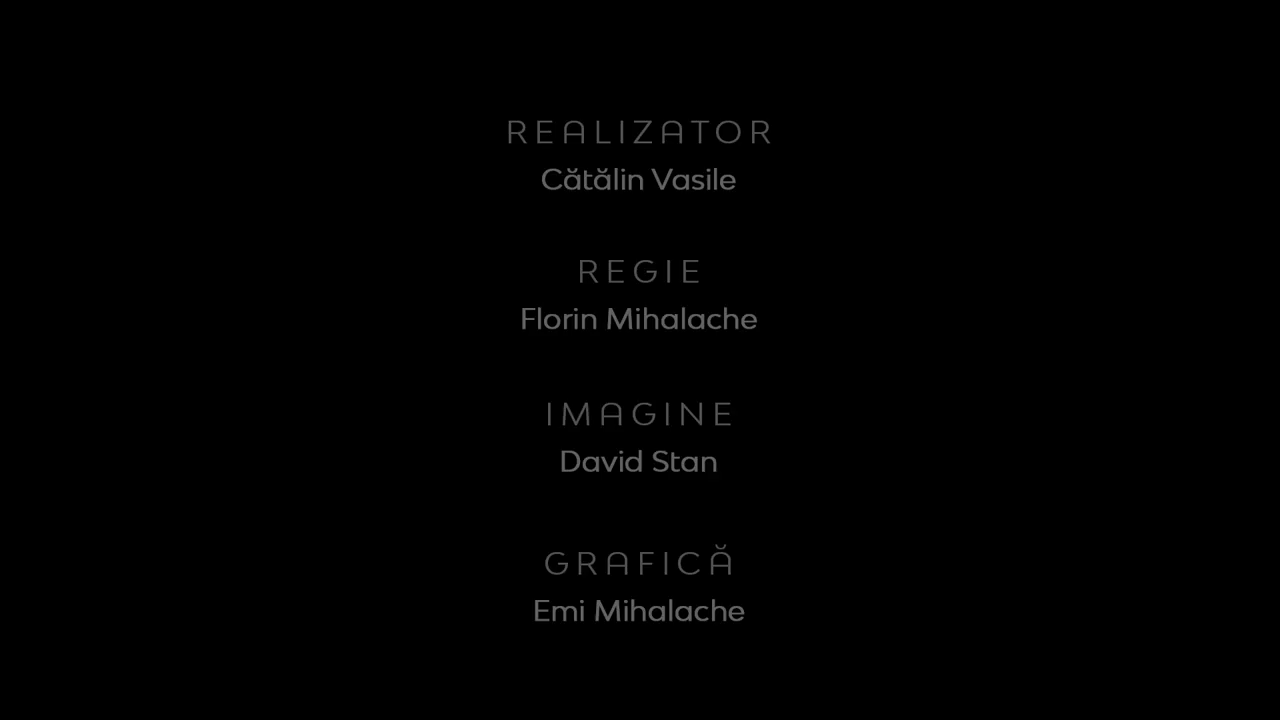 REALIZATOR
Cătălin Vasile
REGIE
Florin Mihalache
IMAGINE
David Stan
GRAFICĂ
Emi Mihalache